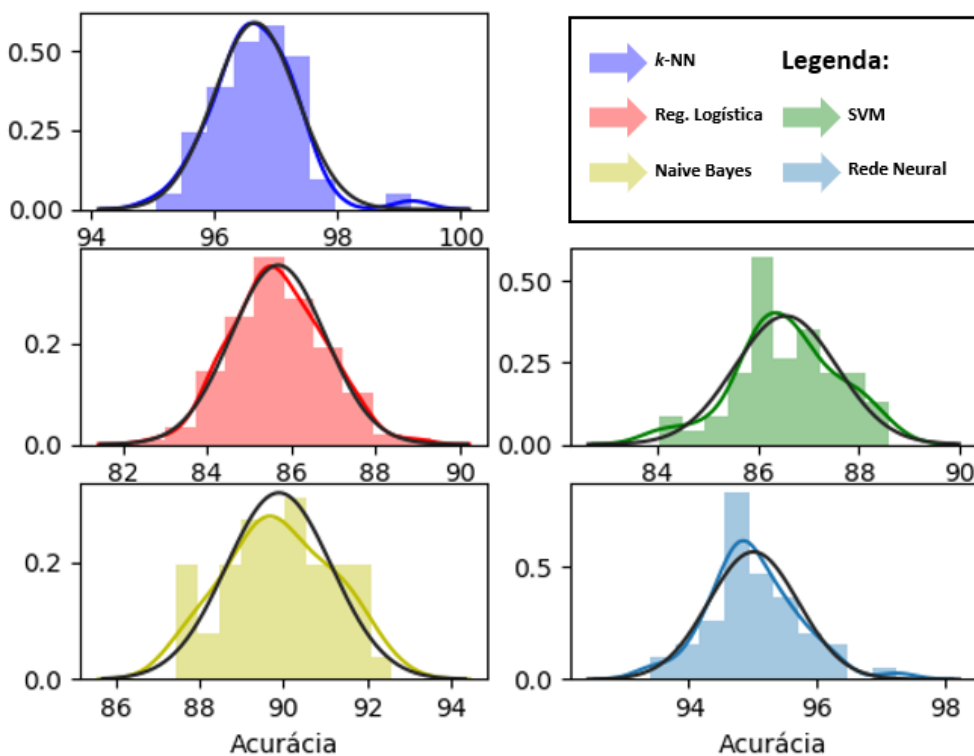 0.50
0.25
0.00
94 96 98 100
k-NN
Legenda:
Reg. Logística
SVM
Naive Bayes
Rede Neural
0.2
0.0
82 84 86 88 90
0.50
0.25
0.00
84 86 88 90
0.2
0.0
86 88 90 92 94
Acurácia
0.5
0.0
94 96 98
Acurácia